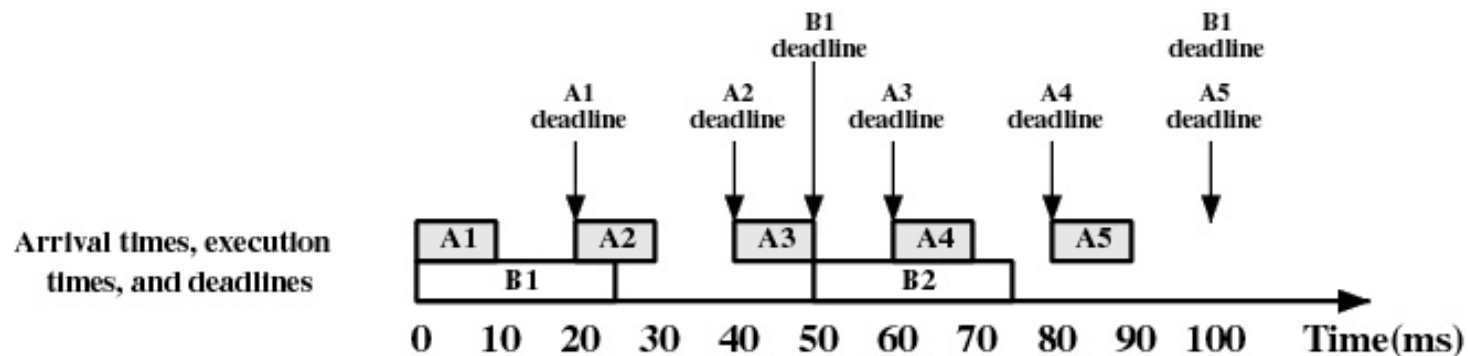 B1
deadline
B1
deadline
A1
deadline
A2
deadline
A3
deadline
A4
deadline
A5
deadline
Arrival times, execution
times, and deadlines
A1
A2
A3
A4
A5
B1
B2
0 10 20 30 40 50 60 70 80 90 100 Time(ms)